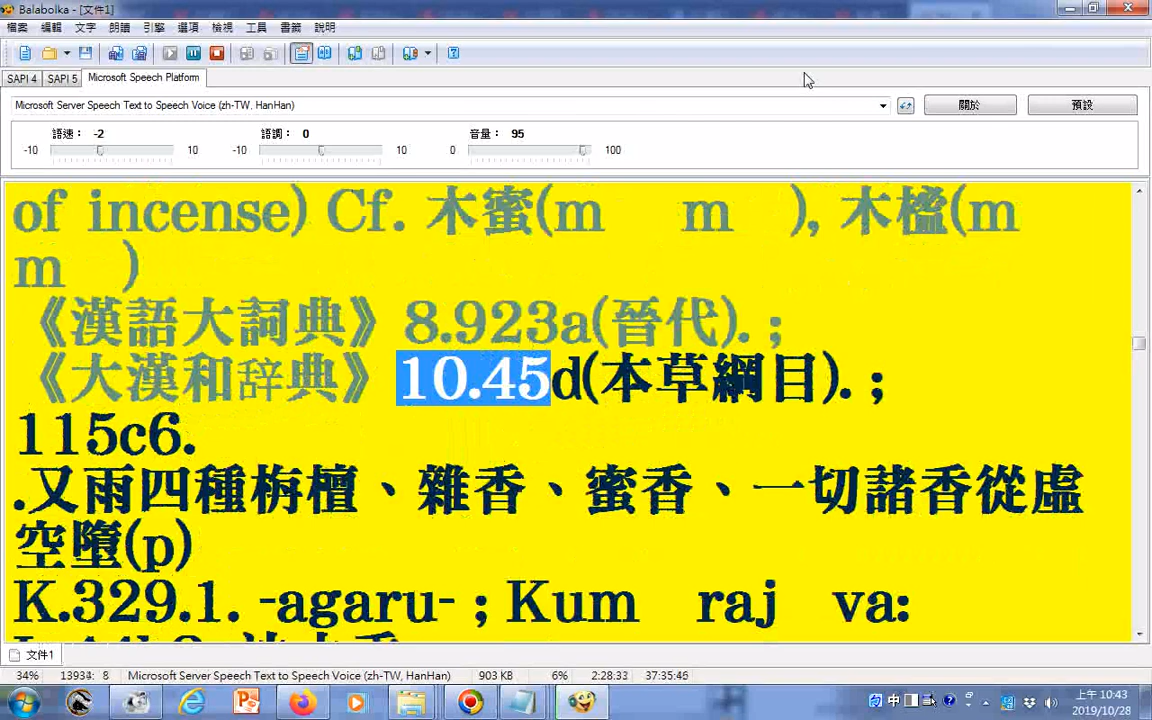 Balabolka - [文件1]
檔案 編輯 文字 朗讀 引擎 選項 檢視 工具 書籤 說明
SAPI 4 SAPI 5 Microsoft Speech Platform
Microsoft Server Speech Text to Speech Voice (zh-TW, HanHan) 關於 預設
語速： -2 語調： 0 音量： 95
-10 10 -10 10 0 100
of incense) Cf. 木蜜(m m ), 木櫁(m
m )
《漢語大詞典》 8.923a(晉代). ;
《大漢和辞典》 10.45d(本草綱目). ;
115c6.
.又雨四種栴檀、雜香、蜜香、一切諸香從虛
空墮(p)
K.329.1. -agaru- ; Kum raj va:
文件1
34% 13934: 8 Microsoft Server Speech Text to Speech Voice (zh-TW, HanHan) 903 KB 6% 2:28:33 37:35:46
中 上午 10:43
2019/10/28